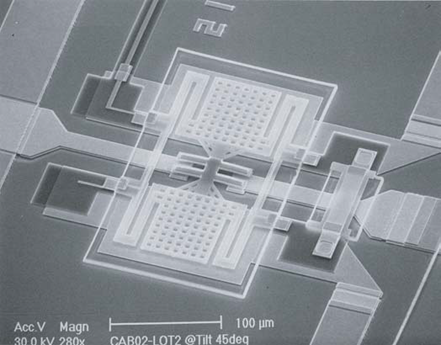 Acc.V Magn 100 µm
30.0 kV 280x CAB02-LOT2 @Tilt 45deg